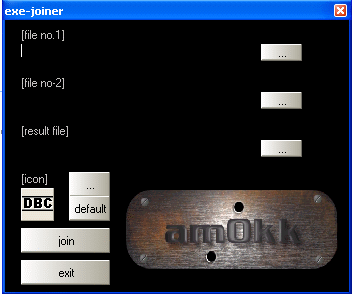 exe-joiner
[file no.1]
...
[file no-2]
...
[result file]
...
[icon]
...
DBC
default
join
am0kk
exit